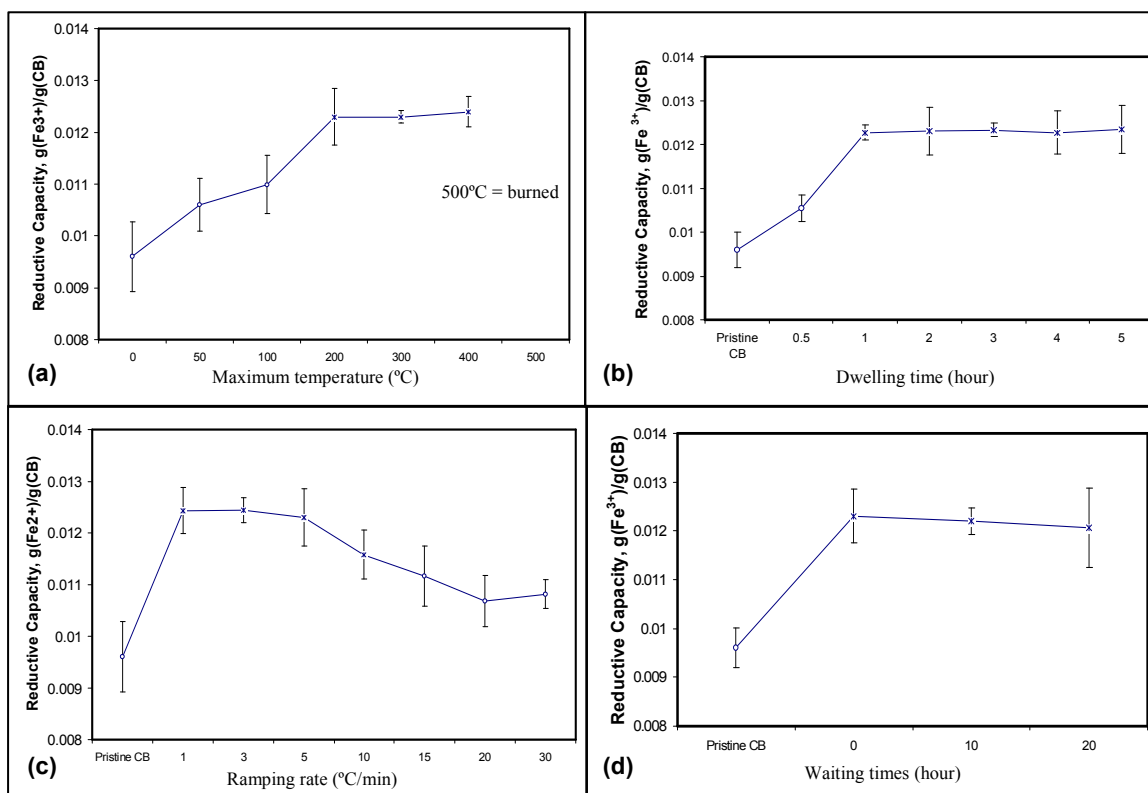 Reductive Capacity, g(Fe3+)/g(CB)
0.014
0.013
0.012
0.011
0.01
0.009
0.008
500ºC = burned
0 50 100 200 300 400 500
Maximum temperature (ºC)
(a)
Reductive Capacity, g(Fe ³⁺)/g(CB)
0.014
0.013
0.012
0.011
0.01
0.009
0.008
Pristine CB 0.5 1 2 3 4 5
Dwelling time (hour)
(b)
Reductive Capacity, g(Fe2+)/g(CB)
0.014
0.013
0.012
0.011
0.01
0.009
0.008
Pristine CB 1 3 5 10 15 20 30
Ramping rate (ºC/min)
(c)
Reductive Capacity, g(Fe³⁺)/g(CB)
0.014
0.013
0.012
0.011
0.01
0.009
0.008
Pristine CB 0 10 20
Waiting times (hour)
(d)